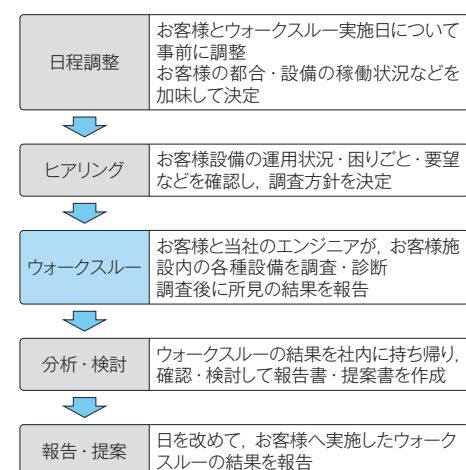 日程調整
お客様とウォークスルー実施日について
事前に調整
お客様の都合・設備の稼働状況などを
加味して決定
ヒアリング
お客様設備の運用状況・困りごと・要望
などを確認し，調査方針を決定
ウォークスルー
お客様と当社のエンジニアが，お客様施
設内の各種設備を調査・診断
調査後に所見の結果を報告
分析・検討
ウォークスルーの結果を社内に持ち帰り，
確認・検討して報告書・提案書を作成
報告・提案
日を改めて，お客様へ実施したウォーク
スルーの結果を報告